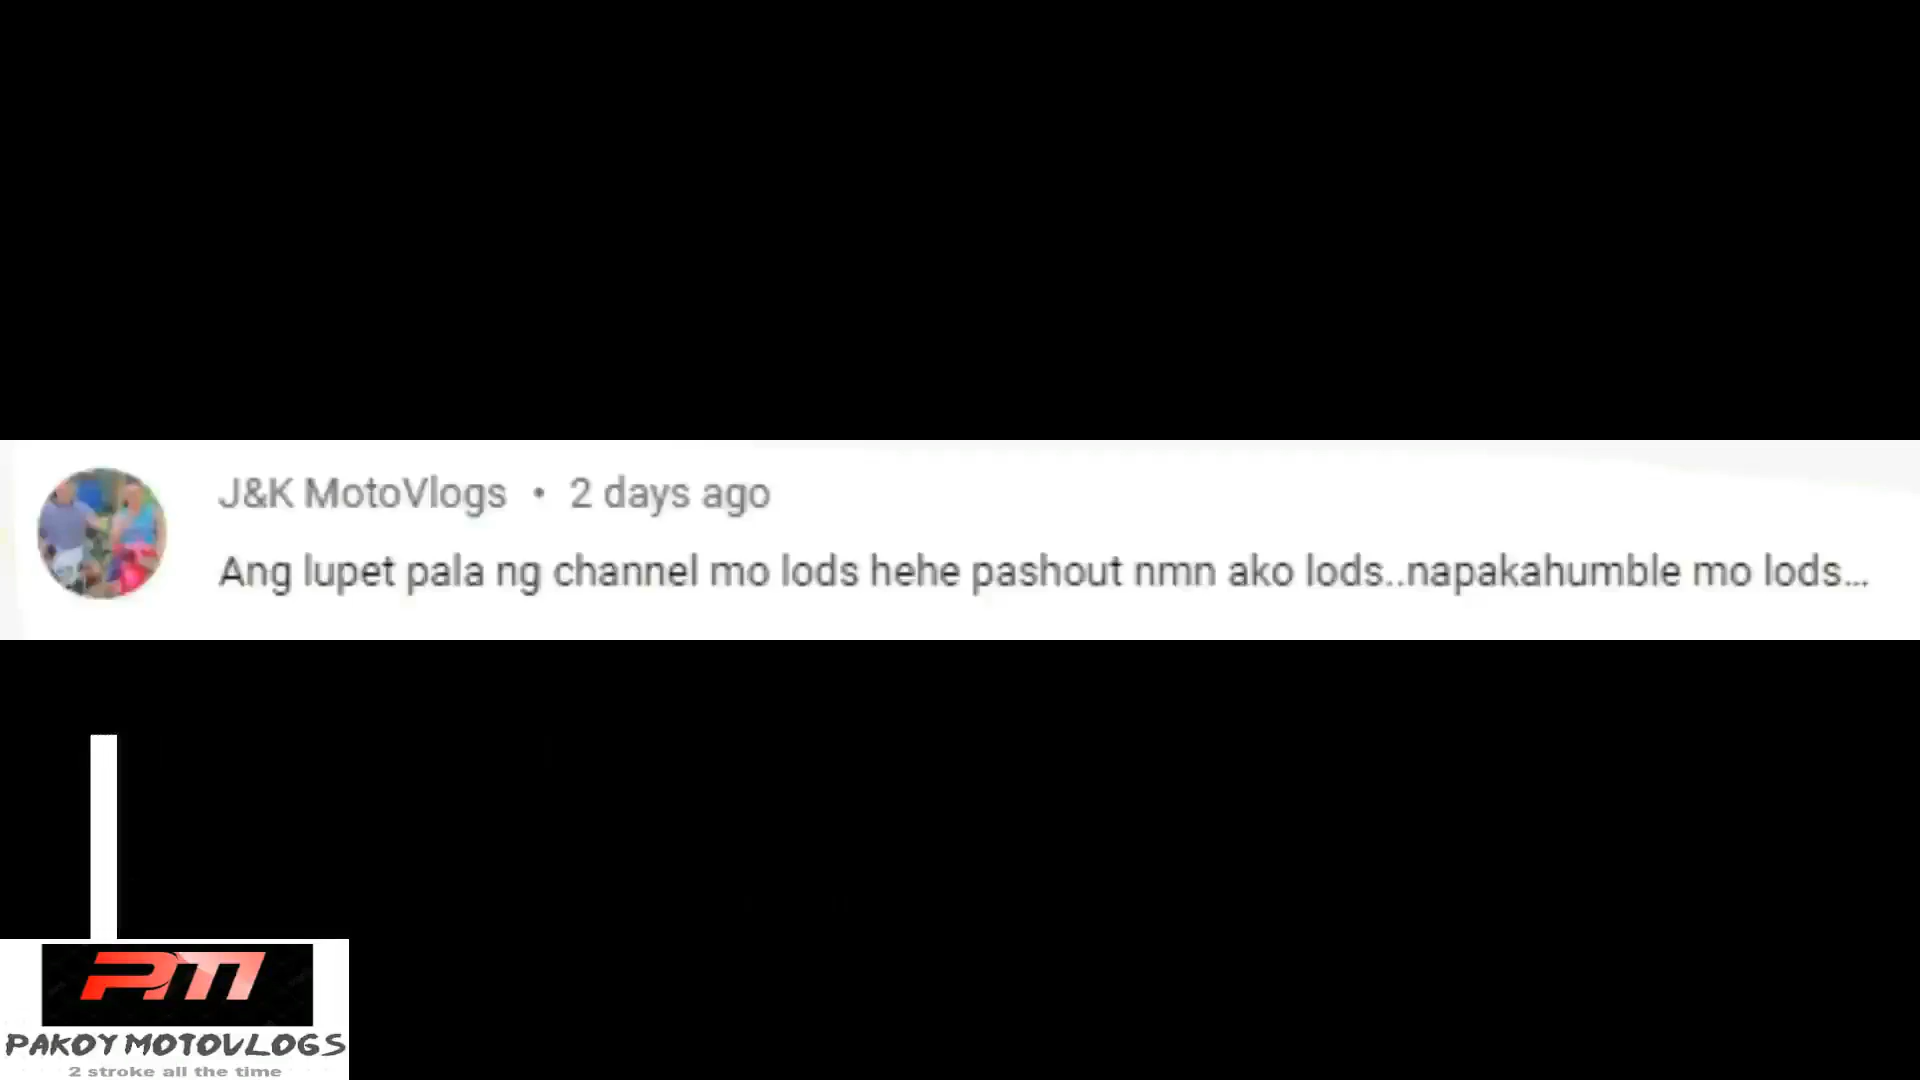 J&K MotoVlogs • 2 days ago
Ang lupet pala ng channel mo lods hehe pashout nmn ako lods..napakahumble mo lods...
PM
PAKOY MOTOVLOGS
2 stroke all the time